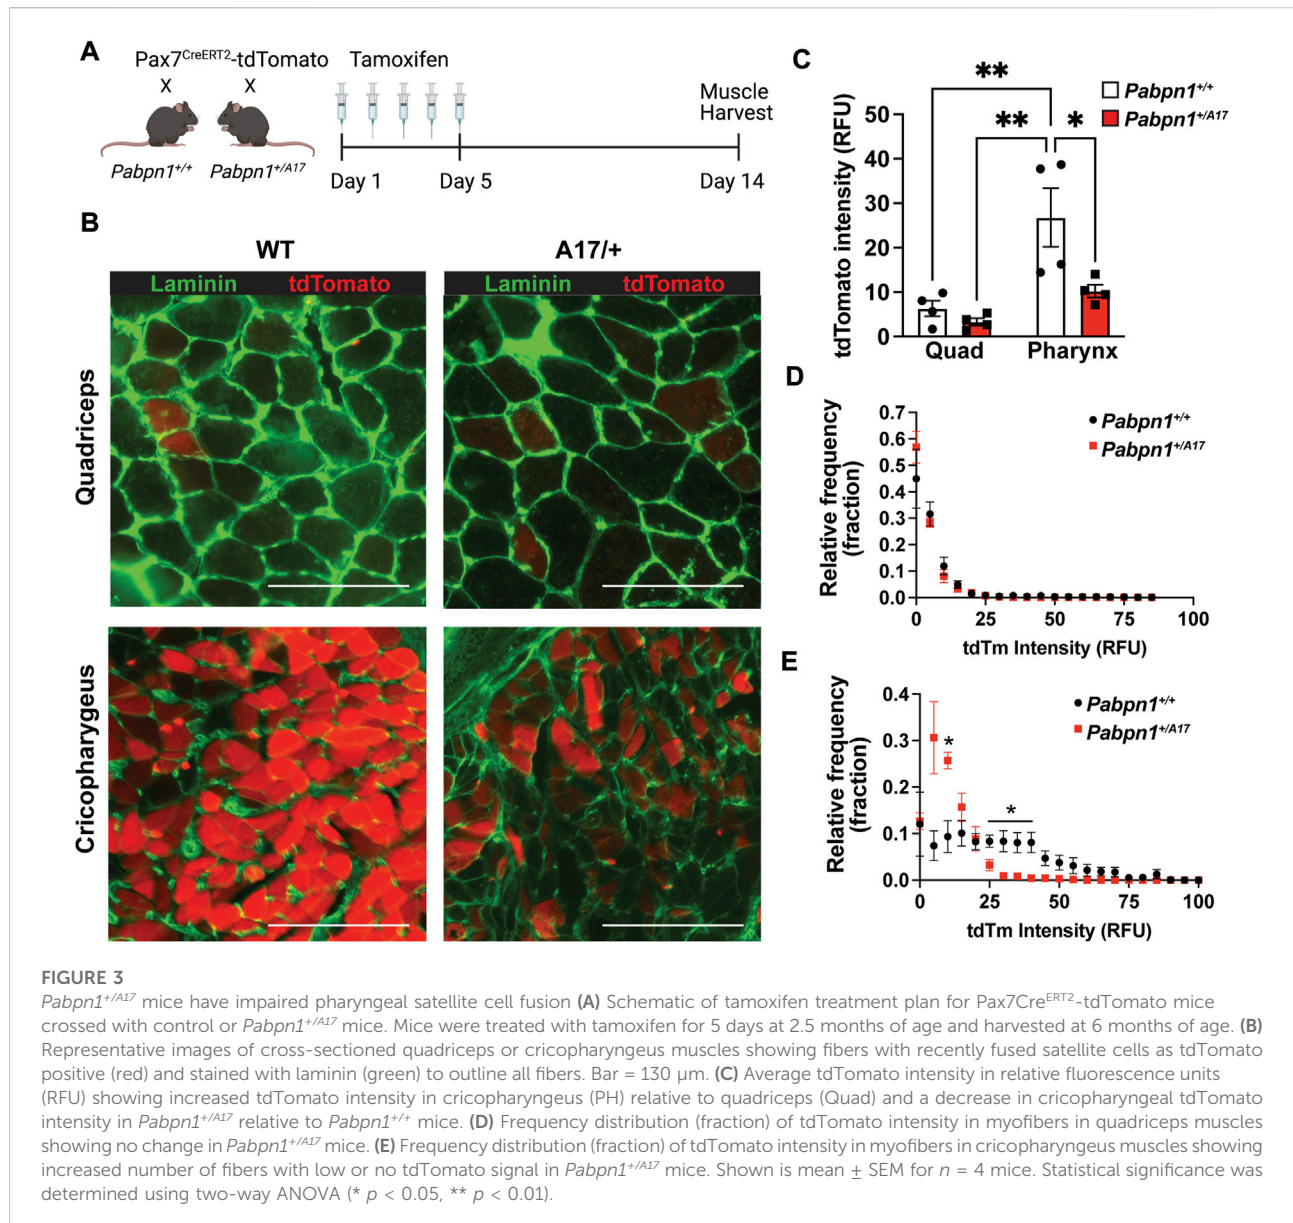 A
Pax7CreERT2-tdTomato
X X
Pabpn1+/+ Pabpn1+/A17
Tamoxifen
Muscle
Harvest
Day 1 Day 5 Day 14
B
WT A17/+
Laminin tdTomato Laminin tdTomato
Quadriceps
Cricopharygeus
C
** 
** *
Pabpn1+/+
Pabpn1+/A17
tdTomato intensity (RFU)
50
40
30
20
10
0
Quad Pharynx
D
Relative frequency
(fraction)
0.7
0.6
0.5
0.4
0.3
0.2
0.1
0.0
Pabpn1+/+
Pabpn1+/A17
0 25 50 75 100
tdTm Intensity (RFU)
E
Relative frequency
(fraction)
0.4
0.3
0.2
0.1
0.0
Pabpn1+/+
Pabpn1+/A17
*
*
0 25 50 75 100
tdTm Intensity (RFU)
FIGURE 3
Pabpn1+/A17 mice have impaired pharyngeal satellite cell fusion (A) Schematic of tamoxifen treatment plan for Pax7CreERT2-tdTomato mice
crossed with control or Pabpn1+/A17 mice. Mice were treated with tamoxifen for 5 days at 2.5 months of age and harvested at 6 months of age. (B)
Representative images of cross-sectioned quadriceps or cricopharyngeus muscles showing fibers with recently fused satellite cells as tdTomato
positive (red) and stained with laminin (green) to outline all fibers. Bar = 130 µm. (C) Average tdTomato intensity in relative fluorescence units
(RFU) showing increased tdTomato intensity in cricopharyngeus (PH) relative to quadriceps (Quad) and a decrease in cricopharyngeal tdTomato
intensity in Pabpn1+/A17 relative to Pabpn1+/+ mice. (D) Frequency distribution (fraction) of tdTomato intensity in myofibers in quadriceps muscles
showing no change in Pabpn1+/A17 mice. (E) Frequency distribution (fraction) of tdTomato intensity in myofibers in cricopharyngeus muscles showing
increased number of fibers with low or no tdTomato signal in Pabpn1+/A17 mice. Shown is mean ± SEM for n = 4 mice. Statistical significance was
determined using two-way ANOVA (* p < 0.05, ** p < 0.01).